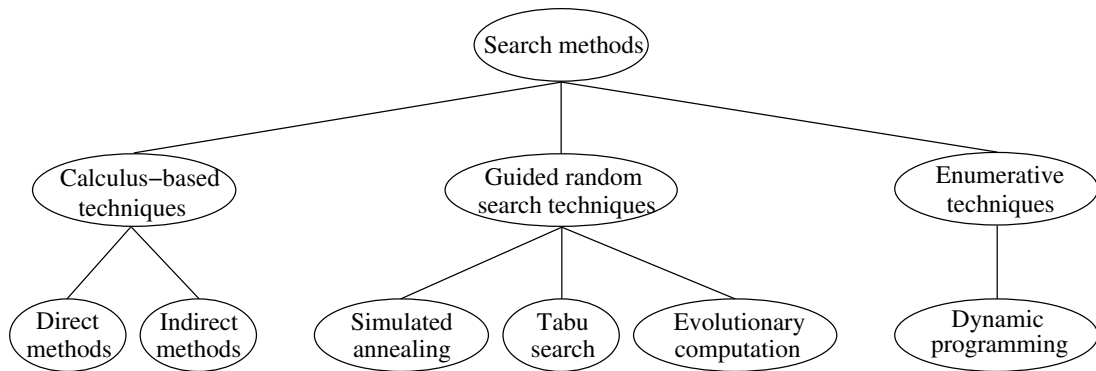 Search methods
Calculus−based
techniques
Guided random
search techniques
Enumerative
techniques
Direct
methods
Indirect
methods
Simulated
annealing
Tabu
search
Evolutionary
computation
Dynamic
programming